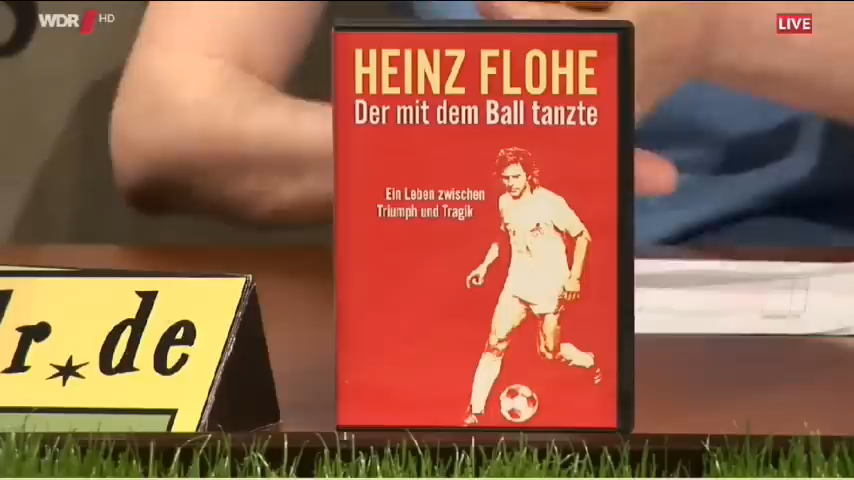 WDR HD
LIVE
HEINZ FLOHE
Der mit dem Ball tanzte
Ein Leben zwischen
Triumph und Tragik
r.de